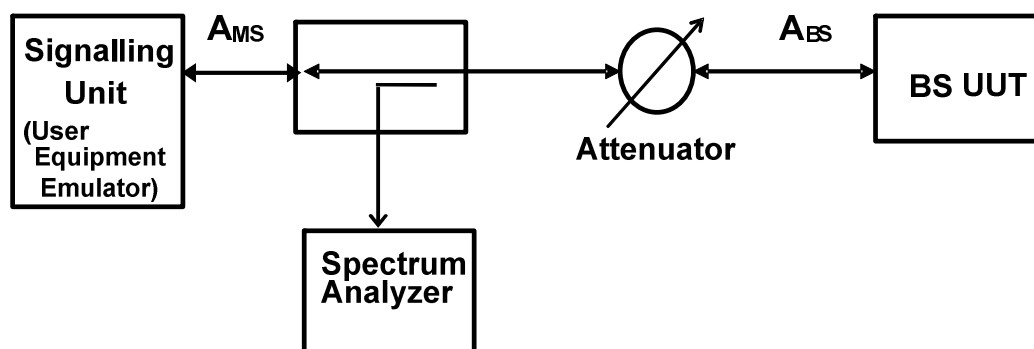 Signalling
Unit
(User
Equipment
Emulator)
AMS
Attenuator
ABS
BS UUT
Spectrum
Analyzer